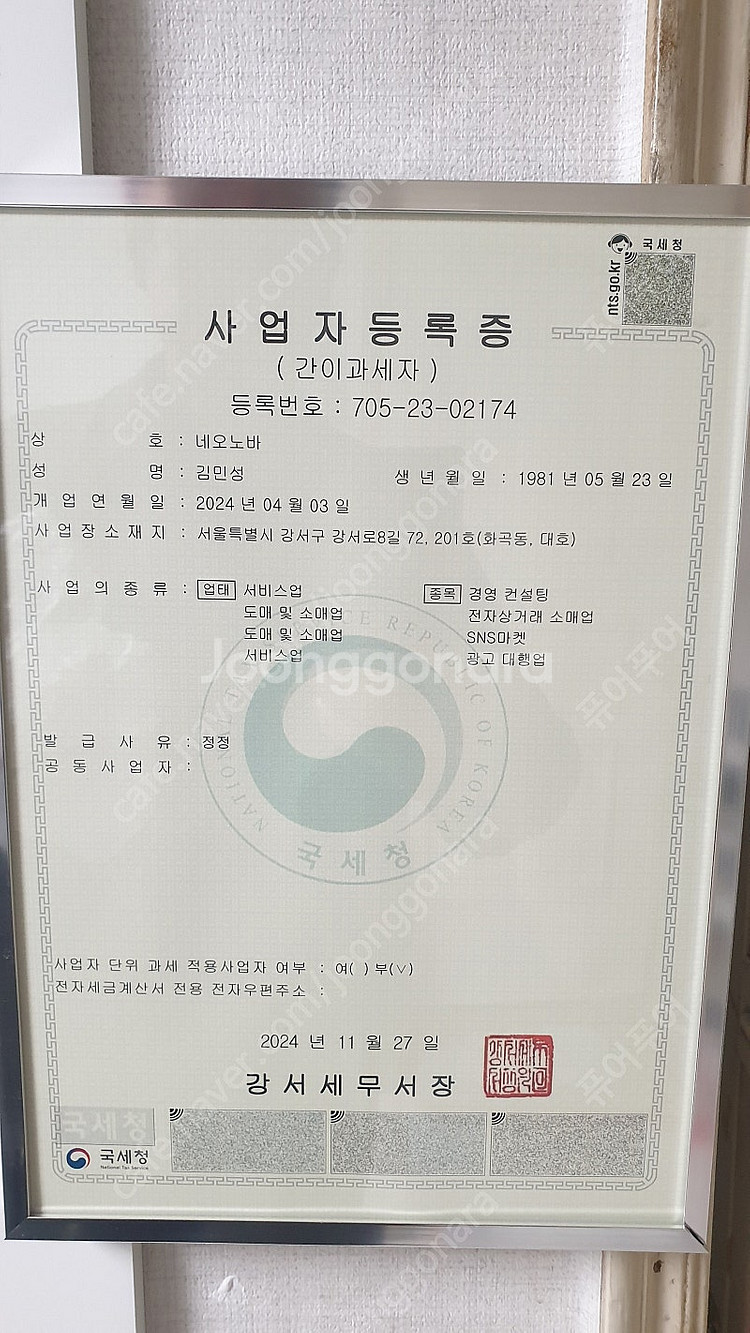 국세청
nts.go.kr
사업자등록증
( 간이과세자 )
등록번호 : 705-23-02174
상 호 : 네오노바
성 명 : 김민성 생 년 월 일 : 1981 년 05 월 23 일
개 업 연 월 일 : 2024 년 04 월 03 일
사 업 장 소 재 지 : 서울특별시 강서구 강서로8길 72, 201호(화곡동, 대호)
사 업 의 종 류 : 업태 서비스업 종목 경영 컨설팅
도매 및 소매업 전자상거래 소매업
도매 및 소매업 SNS마켓
서비스업 광고 대행업
Joonggonara
발 급 사 유 : 정정
공 동 사 업 자 :
국세청
사업자 단위 과세 적용사업자 여부 : 여( ) 부(∨)
전자세금계산서 전용 전자우편주소 :
2024 년 11 월 27 일
강 서 세 무 서 장
국세청
국세청
National Tax Service